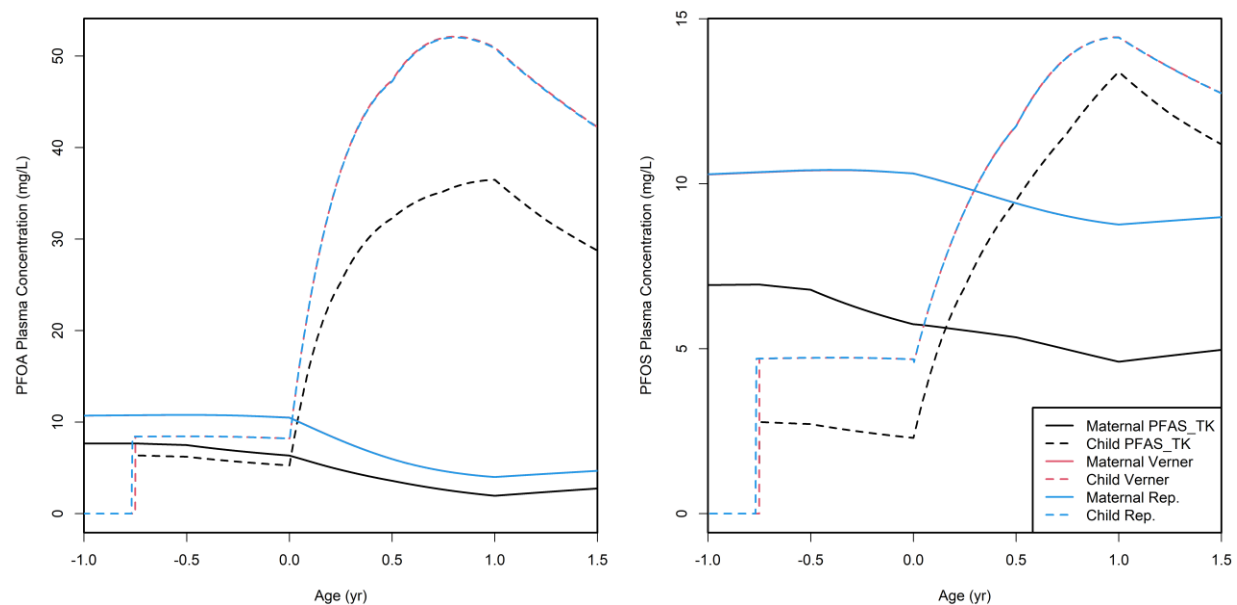 PFOA Plasma Concentration (mg/L)
50
40
30
20
10
0
-1.0 -0.5 0.0 0.5 1.0 1.5
Age (yr)
PFOS Plasma Concentration (mg/L)
15
10
5
0
-1.0 -0.5 0.0 0.5 1.0 1.5
Age (yr)
Maternal PFAS_TK
Child PFAS_TK
Maternal Verner
Child Verner
Maternal Rep.
Child Rep.